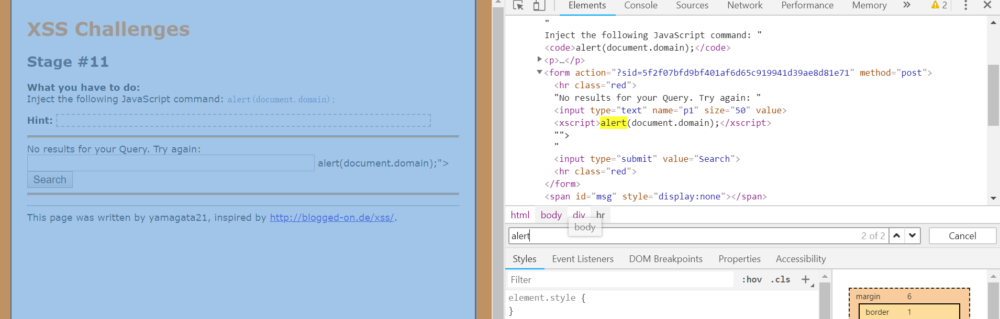 XSS Challenges
Stage #11
What you have to do:
Inject the following JavaScript command: alert(document.domain);
Hint:
No results for your Query. Try again:
alert(document.domain);">
Search
This page was written by yamagata21, inspired by http://blogged-on.de/xss/.
Elements Console Sources Network Performance Memory » 2
"
Inject the following JavaScript command: "
<code>alert(document.domain);</code>
<p>…</p>
<form action="?sid=5f2f07bfd9bf401af6d65c919941d39ae8d81e71" method="post">
<hr class="red">
"No results for your Query. Try again: "
<input type="text" name="p1" size="50" value>
<xscript>alert(document.domain);</xscript>
"">
"
<input type="submit" value="Search">
<hr class="red">
</form>
<span id="msg" style="display:none"></span>
html body div hr
body
alert 2 of 2 Cancel
Styles Event Listeners DOM Breakpoints Properties Accessibility
Filter :hov .cls +
element.style {
}
margin 6
border 1